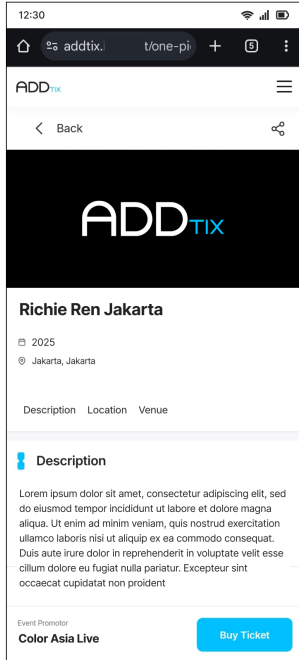 12:30
addtix.i t/one-pi
5
ADDTIX
Back
ADDTIX
Richie Ren Jakarta
2025
Jakarta, Jakarta
Description Location Venue
Description
Lorem ipsum dolor sit amet, consectetur adipiscing elit, sed
do eiusmod tempor incididunt ut labore et dolore magna
aliqua. Ut enim ad minim veniam, quis nostrud exercitation
ullamco laboris nisi ut aliquip ex ea commodo consequat.
Duis aute irure dolor in reprehenderit in voluptate velit esse
cillum dolore eu fugiat nulla pariatur. Excepteur sint
occaecat cupidatat non proident
Event Promotor
Color Asia Live
Buy Ticket